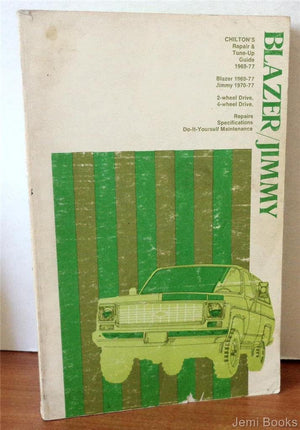 CHILTON'S
Repair &
Tune-Up
Guide
1969-77
Blazer 1969-77
Jimmy 1970-77
2-wheel Drive,
4-wheel Drive,
Repairs
Specifications
Do-It-Yourself Maintenance
BLAZER/JIMMY
Jemi Books